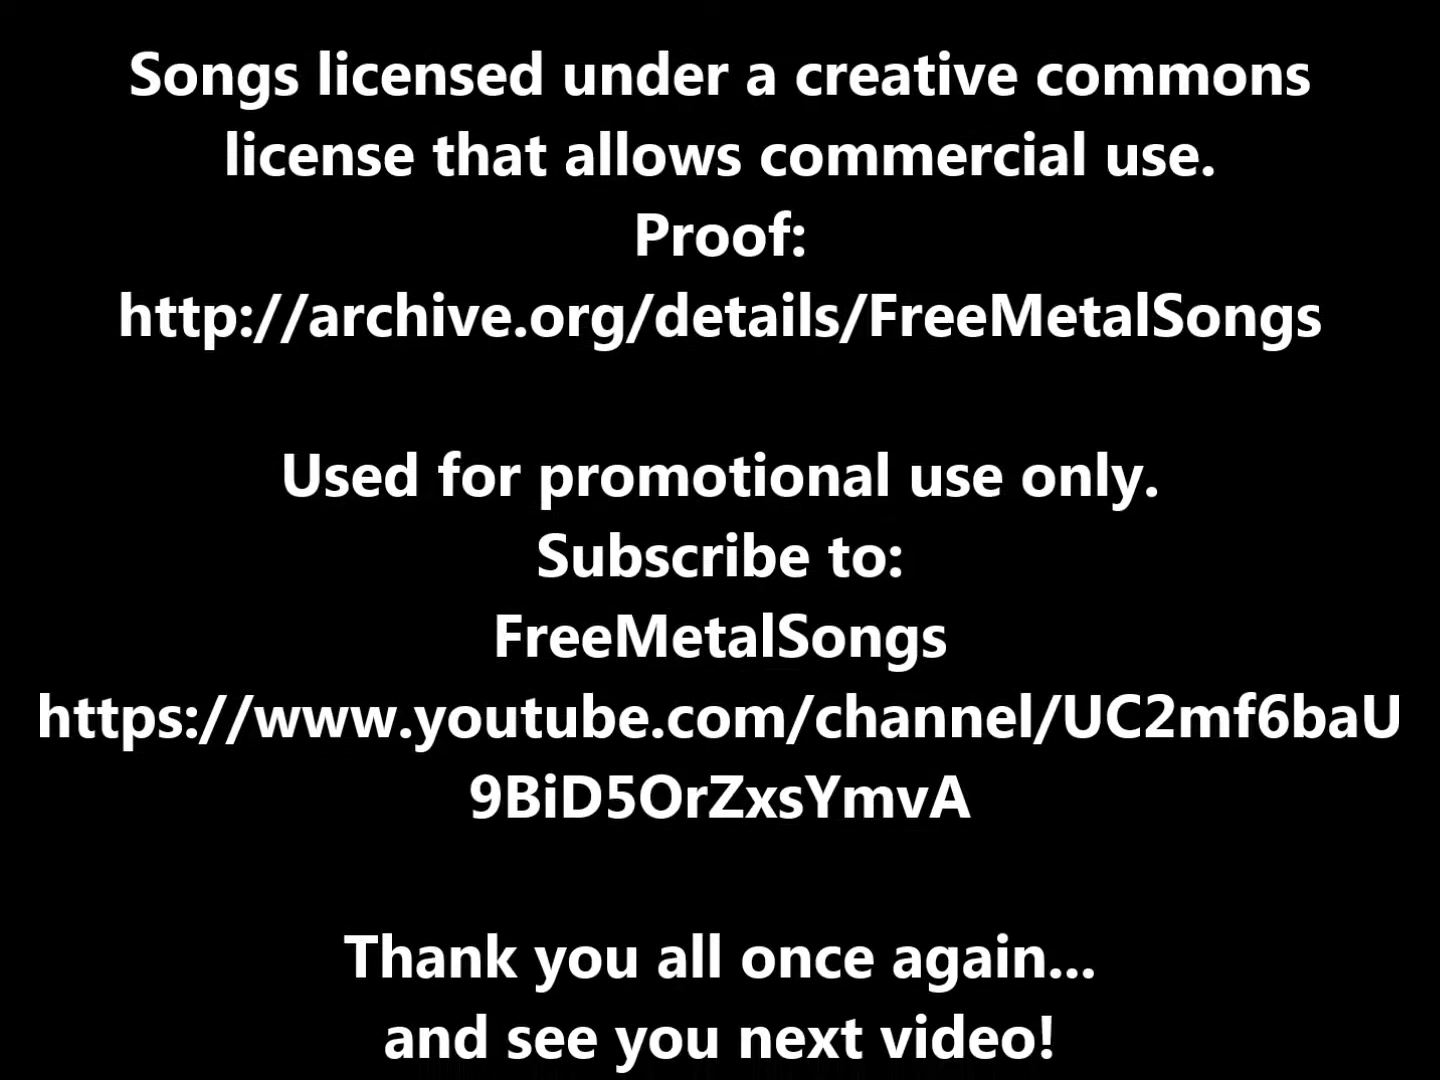 Songs licensed under a creative commons
license that allows commercial use.
Proof:
http://archive.org/details/FreeMetalSongs
Used for promotional use only.
Subscribe to:
FreeMetalSongs
https://www.youtube.com/channel/UC2mf6baU
9BiD5OrZxsYmvA
Thank you all once again...
and see you next video!